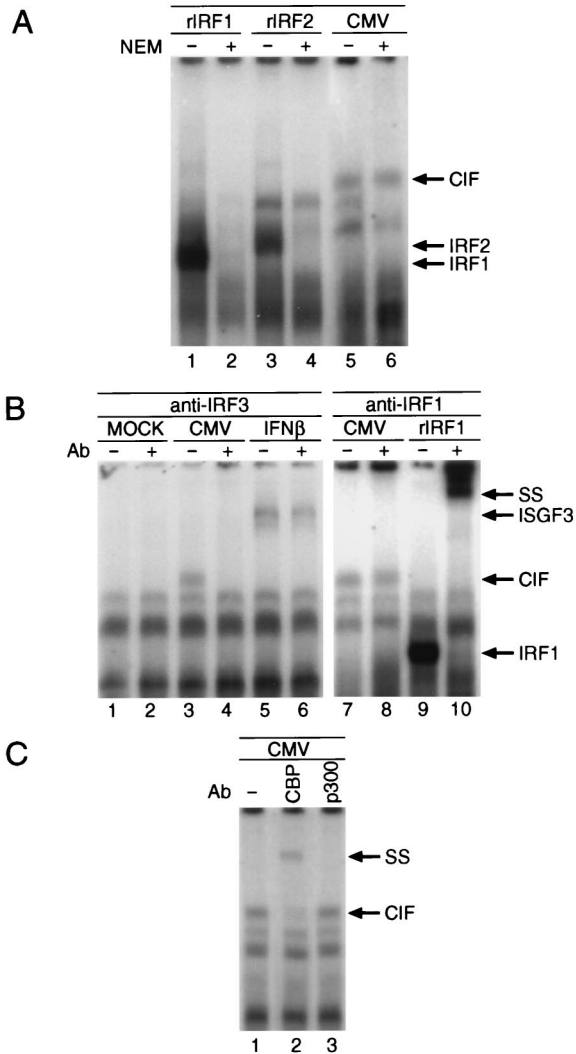 A
rIRF1 rIRF2 CMV
NEM − + − + − +
CIF
IRF2
IRF1
1 2 3 4 5 6
B
anti-IRF3 anti-IRF1
MOCK CMV IFNβ CMV rIRF1
Ab − + − + − + − + − +
SS
ISGF3
CIF
IRF1
1 2 3 4 5 6 7 8 9 10
C
CMV
Ab − CBP p300
SS
CIF
1 2 3